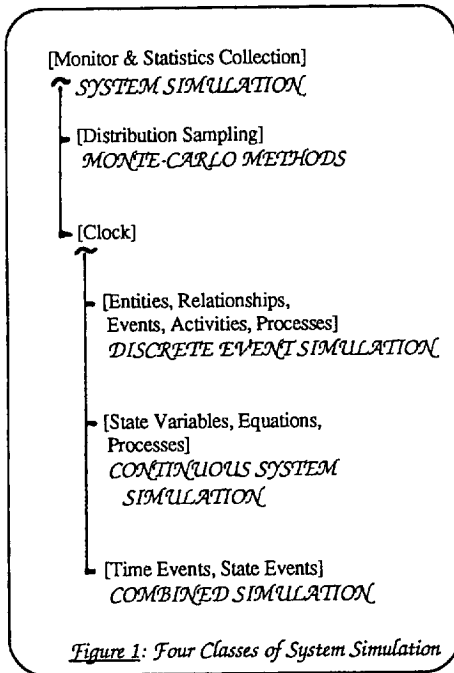 [Monitor & Statistics Collection]
SYSTEM SIMULATION
[Distribution Sampling]
MONTE-CARLO METHODS
[Clock]
[Entities, Relationships,
Events, Activities, Processes]
DISCRETE EVENT SIMULATION
[State Variables, Equations,
Processes]
CONTINUOUS SYSTEM
SIMULATION
[Time Events, State Events]
COMBINED SIMULATION
Figure 1: Four Classes of System Simulation